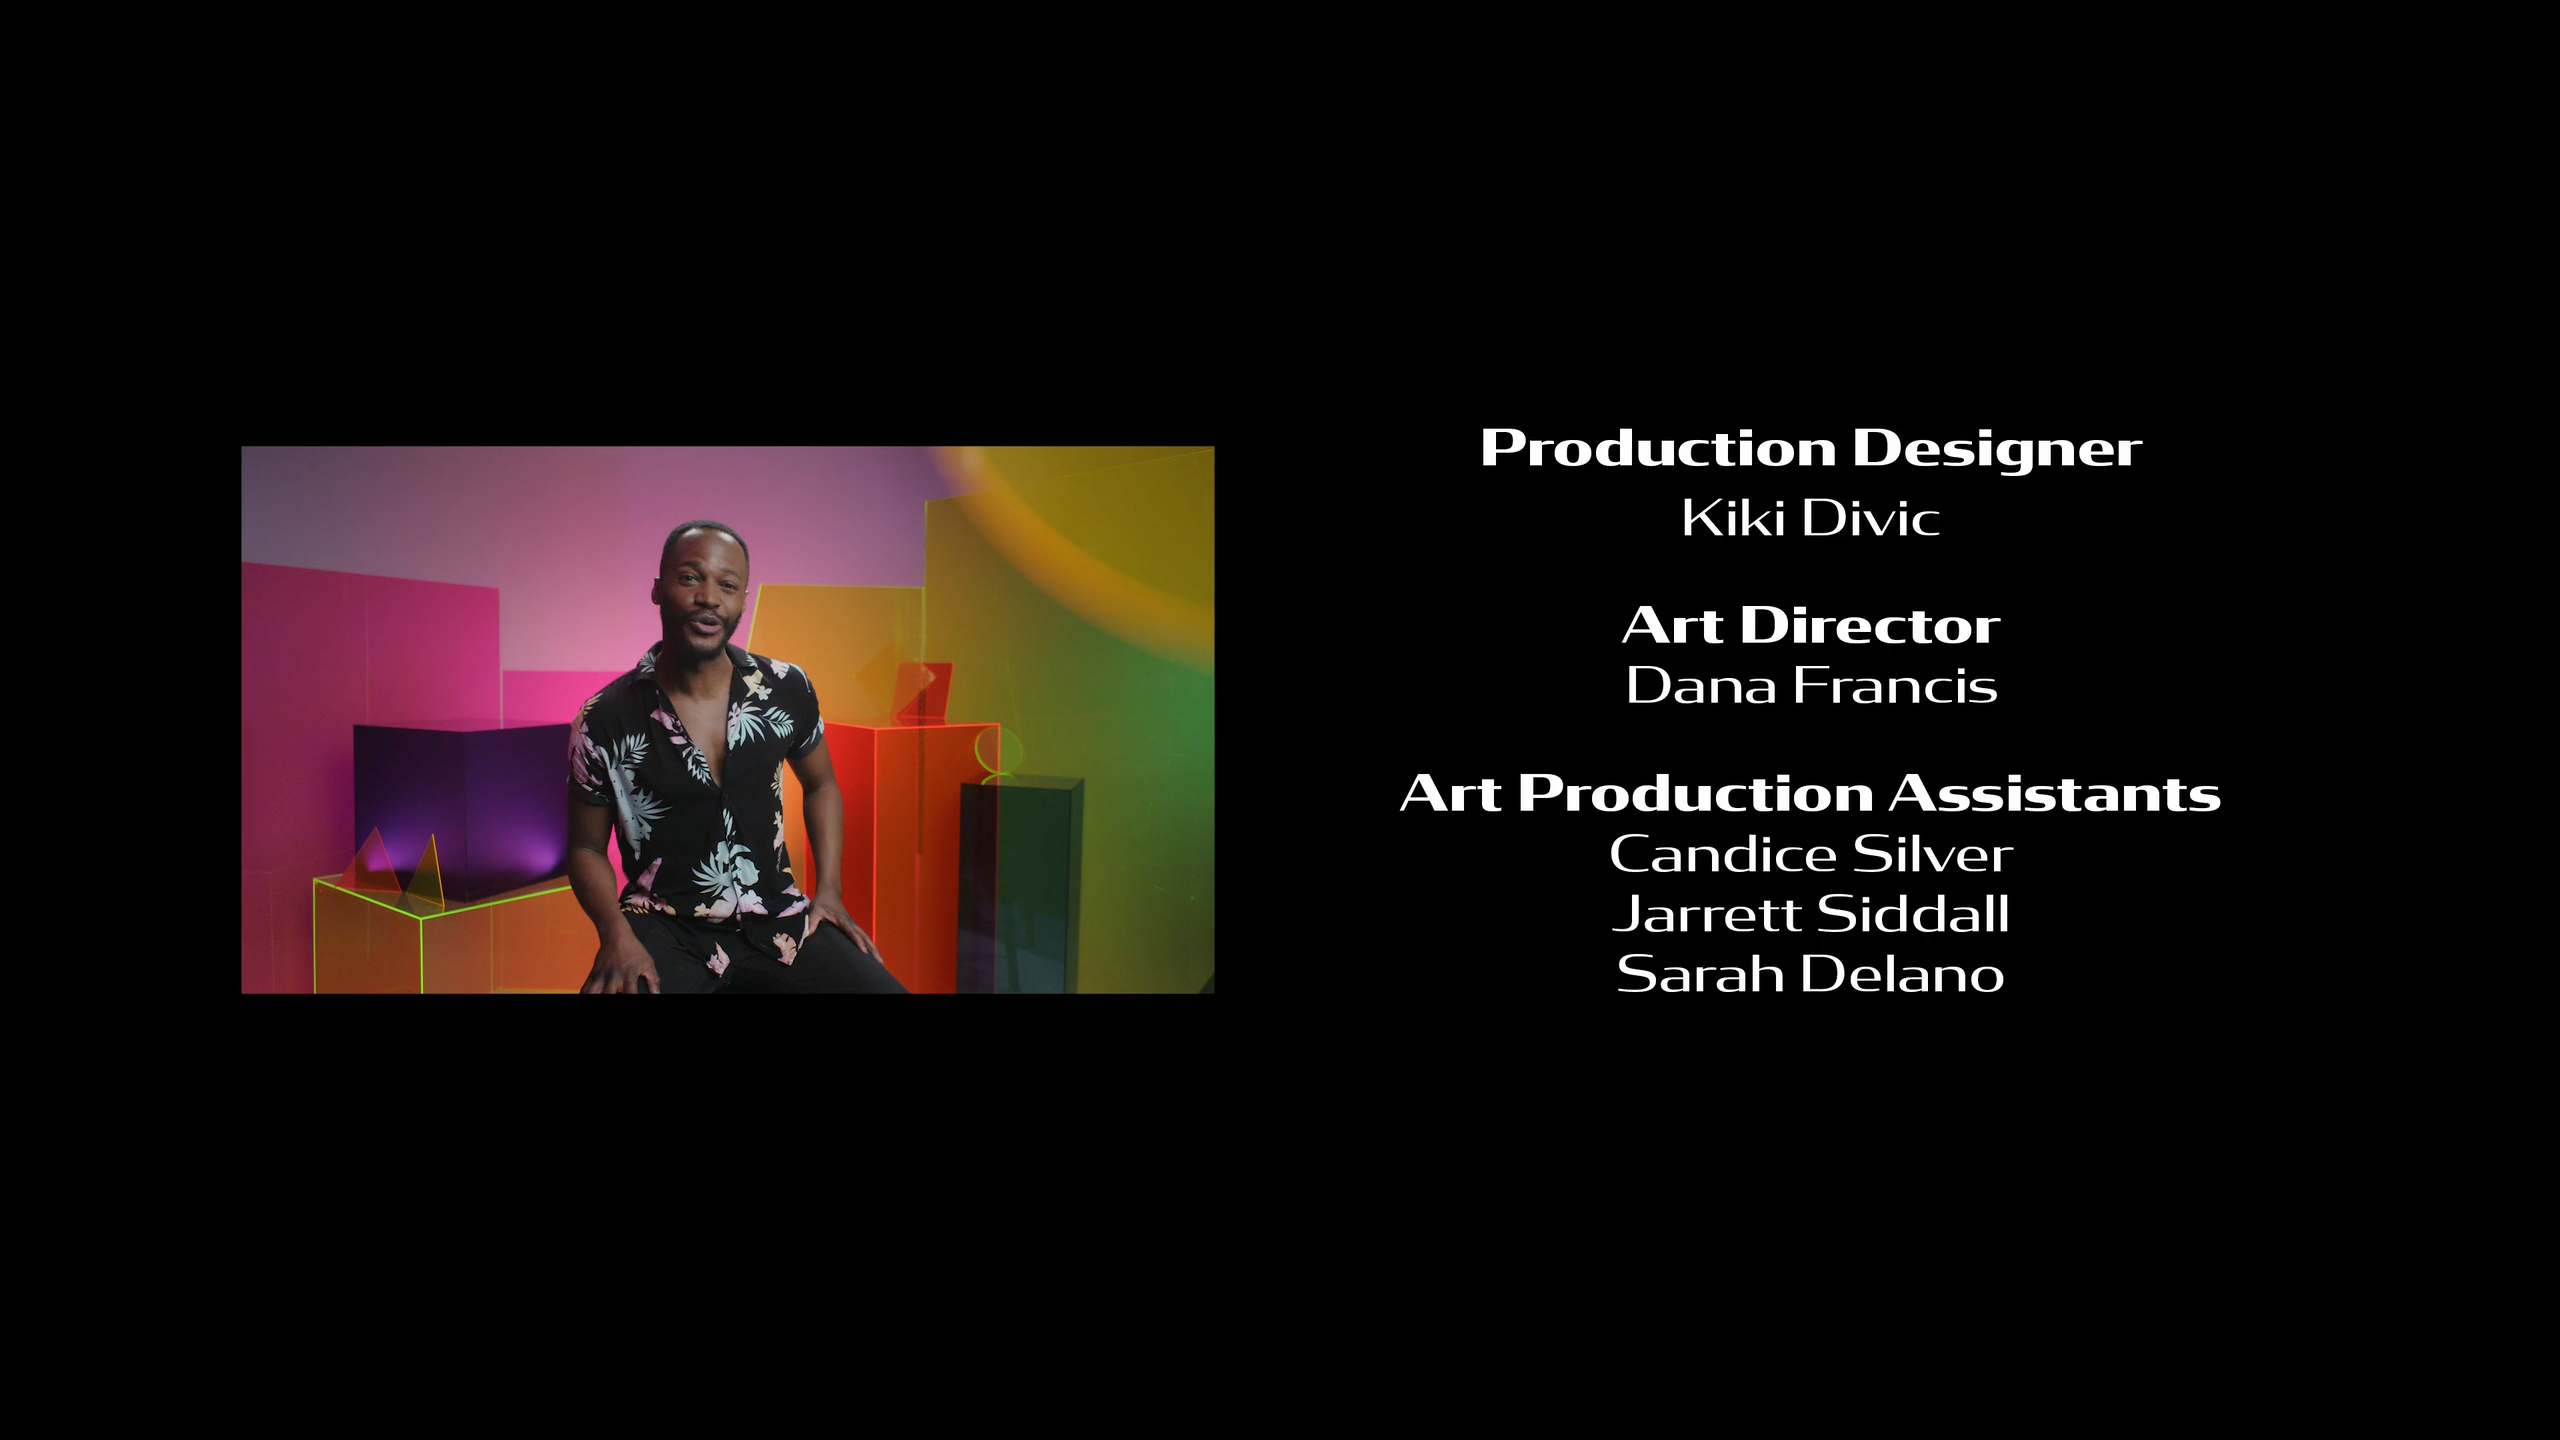 Production Designer
Kiki Divic
Art Director
Dana Francis
Art Production Assistants
Candice Silver
Jarrett Siddall
Sarah Delano